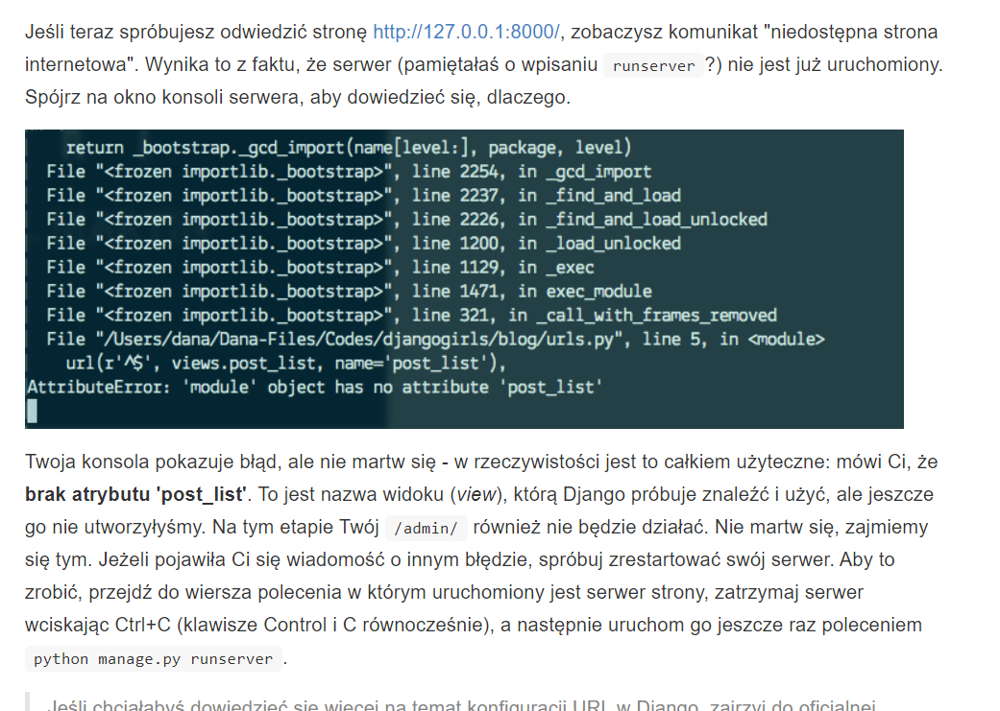 Jeśli teraz spróbujesz odwiedzić stronę http://127.0.0.1:8000/, zobaczysz komunikat "niedostępna strona
internetowa". Wynika to z faktu, że serwer (pamiętałaś o wpisaniu runserver ?) nie jest już uruchomiony.
Spójrz na okno konsoli serwera, aby dowiedzieć się, dlaczego.
return _bootstrap._gcd_import(name[level:], package, level)
File "<frozen importlib._bootstrap>", line 2254, in _gcd_import
File "<frozen importlib._bootstrap>", line 2237, in _find_and_load
File "<frozen importlib._bootstrap>", line 2226, in _find_and_load_unlocked
File "<frozen importlib._bootstrap>", line 1200, in _load_unlocked
File "<frozen importlib._bootstrap>", line 1129, in _exec
File "<frozen importlib._bootstrap>", line 1471, in exec_module
File "<frozen importlib._bootstrap>", line 321, in _call_with_frames_removed
File "/Users/dana/Dana-Files/Codes/djangogirls/blog/urls.py", line 5, in <module>
url(r'^$', views.post_list, name='post_list'),
AttributeError: 'module' object has no attribute 'post_list'
Twoja konsola pokazuje błąd, ale nie martw się - w rzeczywistości jest to całkiem użyteczne: mówi Ci, że
brak atrybutu 'post_list'. To jest nazwa widoku (view), którą Django próbuje znaleźć i użyć, ale jeszcze
go nie utworzyłyśmy. Na tym etapie Twój /admin/ również nie będzie działać. Nie martw się, zajmiemy
się tym. Jeżeli pojawiła Ci się wiadomość o innym błędzie, spróbuj zrestartować swój serwer. Aby to
zrobić, przejdź do wiersza polecenia w którym uruchomiony jest serwer strony, zatrzymaj serwer
wciskając Ctrl+C (klawisze Control i C równocześnie), a następnie uruchom go jeszcze raz poleceniem
python manage.py runserver .
Jeśli chciałabyś dowiedzieć się więcej na temat konfiguracji URL w Django, zajrzyj do oficjalnej